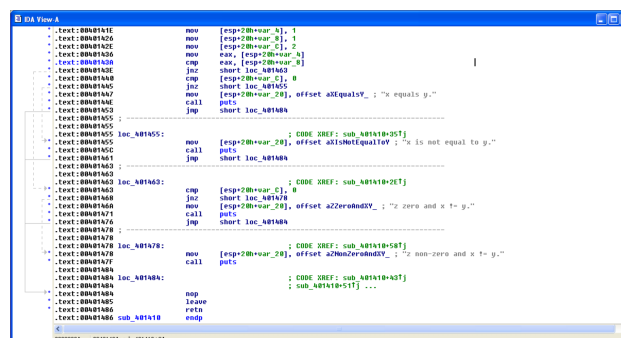 IDA View-A
.text:0040141E mov [esp+20h+var_4], 1
.text:00401426 mov [esp+20h+var_8], 1
.text:0040142E mov [esp+20h+var_C], 2
.text:00401436 mov eax, [esp+20h+var_4]
.text:0040143A cmp eax, [esp+20h+var_8]
.text:0040143E jnz short loc_401463
.text:00401440 cmp [esp+20h+var_C], 0
.text:00401445 jnz short loc_401455
.text:00401447 mov [esp+20h+var_20], offset aXEqualsY_ ; "x equals y."
.text:0040144E call puts
.text:00401453 jmp short loc_401484
.text:00401455 ; ---------------------------------------------------------------------------
.text:00401455
.text:00401455 loc_401455: ; CODE XREF: sub_401410+35↑j
.text:00401455 mov [esp+20h+var_20], offset aXIsNotEqualToY ; "x is not equal to y."
.text:0040145C call puts
.text:00401461 jmp short loc_401484
.text:00401463 ; ---------------------------------------------------------------------------
.text:00401463
.text:00401463 loc_401463: ; CODE XREF: sub_401410+2E↑j
.text:00401463 cmp [esp+20h+var_C], 0
.text:00401468 jnz short loc_401478
.text:0040146A mov [esp+20h+var_20], offset aZZeroAndXY_ ; "z zero and x != y."
.text:00401471 call puts
.text:00401476 jmp short loc_401484
.text:00401478 ; ---------------------------------------------------------------------------
.text:00401478
.text:00401478 loc_401478: ; CODE XREF: sub_401410+58↑j
.text:00401478 mov [esp+20h+var_20], offset aZNonZeroAndXY_ ; "z non-zero and x != y."
.text:0040147F call puts
.text:00401484
.text:00401484 loc_401484: ; CODE XREF: sub_401410+43↑j
.text:00401484 ; sub_401410+51↑j ...
.text:00401484 nop
.text:00401485 leave
.text:00401486 retn
.text:00401486 sub_401410 endp